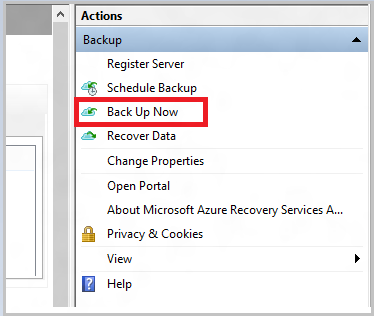 Actions
Backup
Register Server
Schedule Backup
Back Up Now
Recover Data
Change Properties
Open Portal
About Microsoft Azure Recovery Services A...
Privacy & Cookies
View
Help